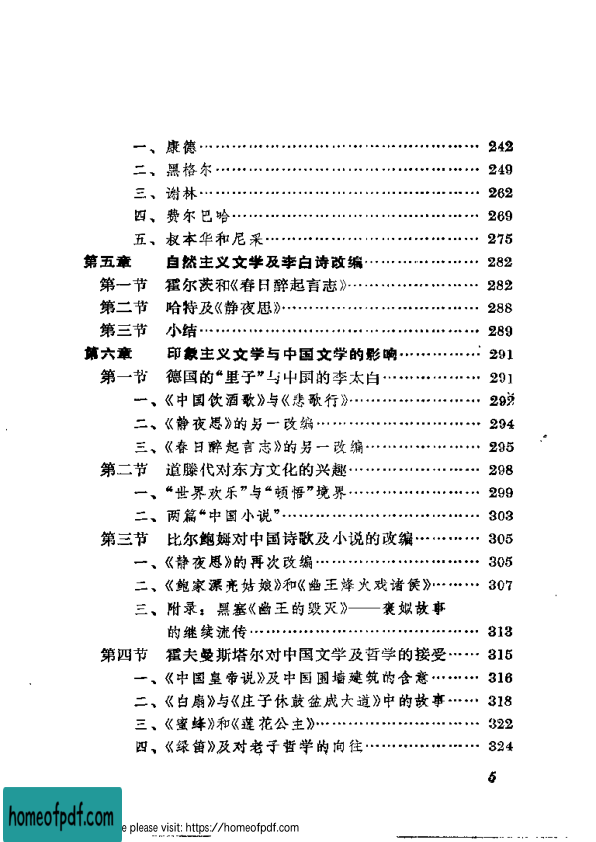 一、康德……………………………………… 242
二、黑格尔…………………………………… 249
三、谢林……………………………………… 262
四、费尔巴哈………………………………… 269
五、叔本华和尼采…………………………… 275
第五章 自然主义文学及李白诗改编……………… 282
第一节 霍尔茨和《春日醉起言志》……………… 282
第二节 哈特及《静夜思》………………………… 288
第三节 小结………………………………………… 289
第六章 印象主义文学与中国文学的影响………… 291
第一节 德国的“里子”与中国的李太白…………… 291
一、《中国饮酒歌》与《悲歌行》……………… 292
二、《静夜思》的另一改编…………………… 294
三、《春日醉起言志》的另一改编…………… 295
第二节 道滕代对东方文化的兴趣……………… 298
一、“世界欢乐”与“顿悟”境界……………… 299
二、两篇“中国小说”………………………… 303
第三节 比尔鲍姆对中国诗歌及小说的改编……… 305
一、《静夜思》的再次改编…………………… 305
二、《鲍家漂亮姑娘》和《幽王烽火戏诸侯》……… 307
三、附录：黑塞《幽王的毁灭》——褒姒故事
的继续流传……………………………… 313
第四节 霍夫曼斯塔尔对中国文学及哲学的接受…… 315
一、《中国皇帝说》及中国围墙建筑的含意……… 316
二、《白扇》与《庄子休鼓盆成大道》中的故事…… 318
三、《蜜蜂》和《莲花公主》…………………… 322
四、《绿笛》及对老子哲学的向往……………… 324
5
homeofpdf.com
e please visit: https://homeofpdf.com